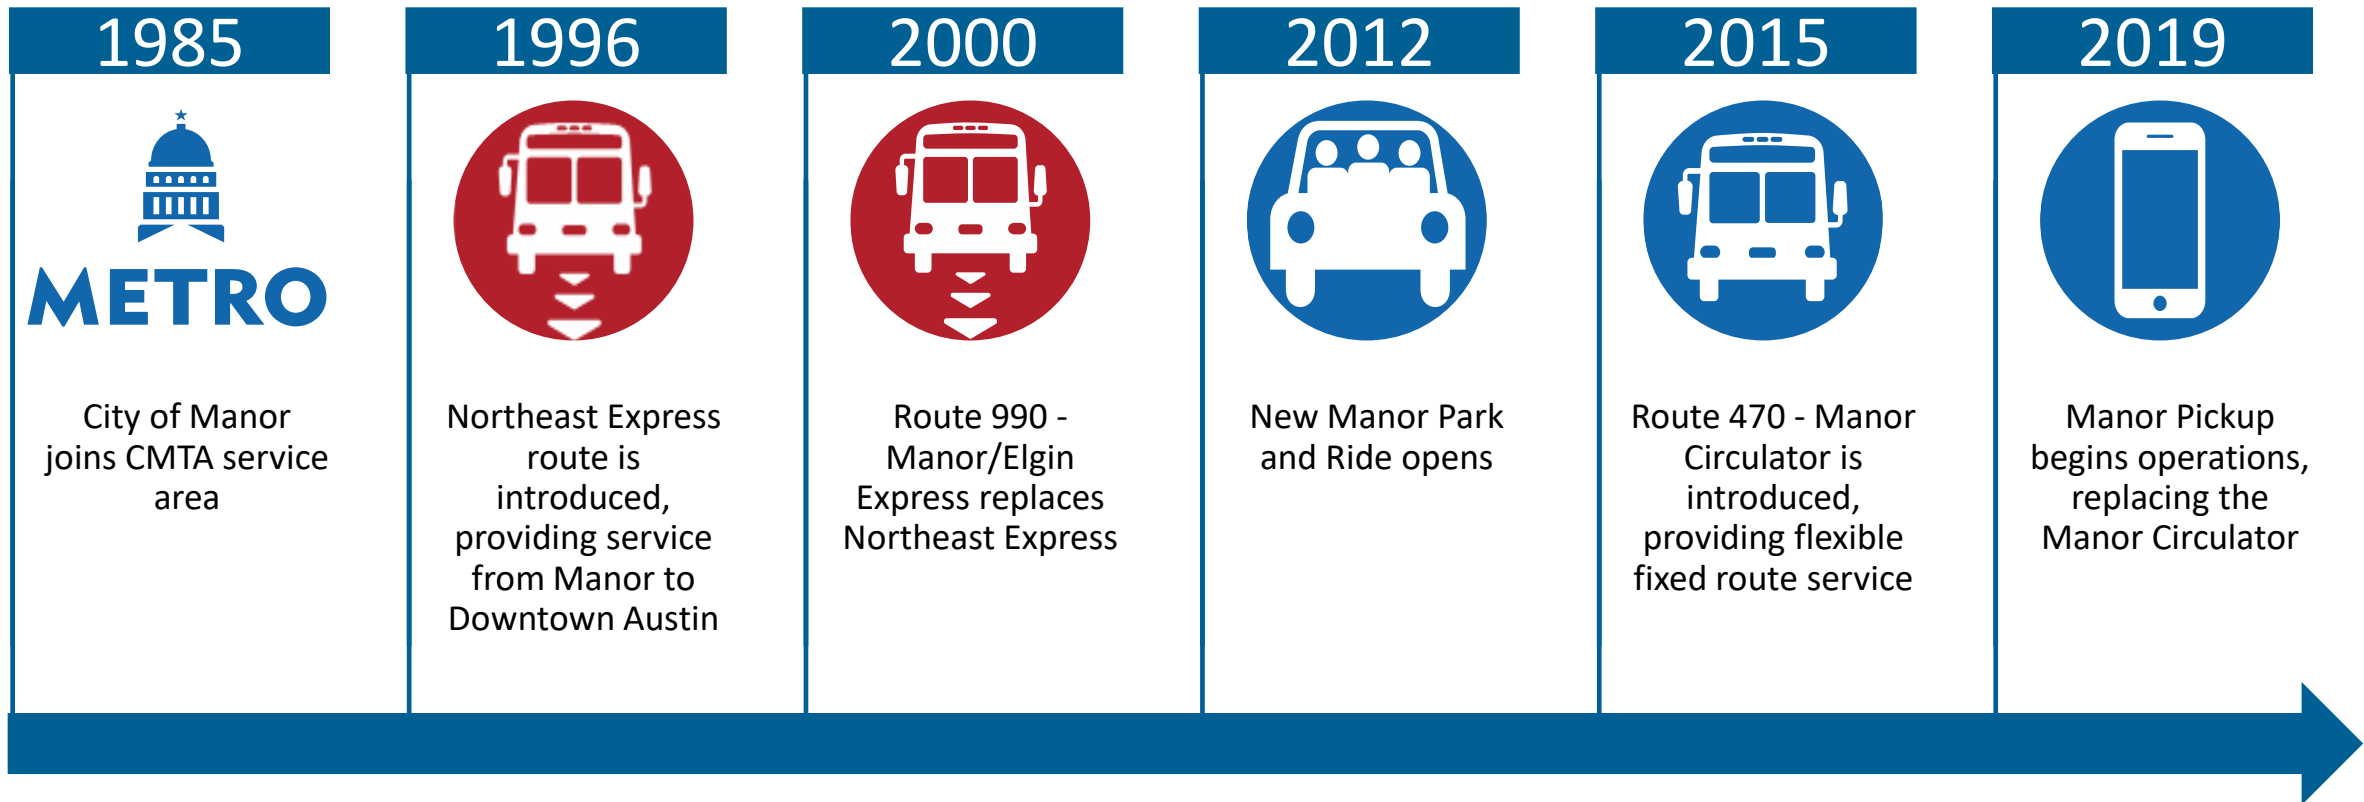 1985
METRO
City of Manor
joins CMTA service
area
1996
Northeast Express
route is
introduced,
providing service
from Manor to
Downtown Austin
2000
Route 990 -
Manor/Elgin
Express replaces
Northeast Express
2012
New Manor Park
and Ride opens
2015
Route 470 - Manor
Circulator is
introduced,
providing flexible
fixed route service
2019
Manor Pickup
begins operations,
replacing the
Manor Circulator